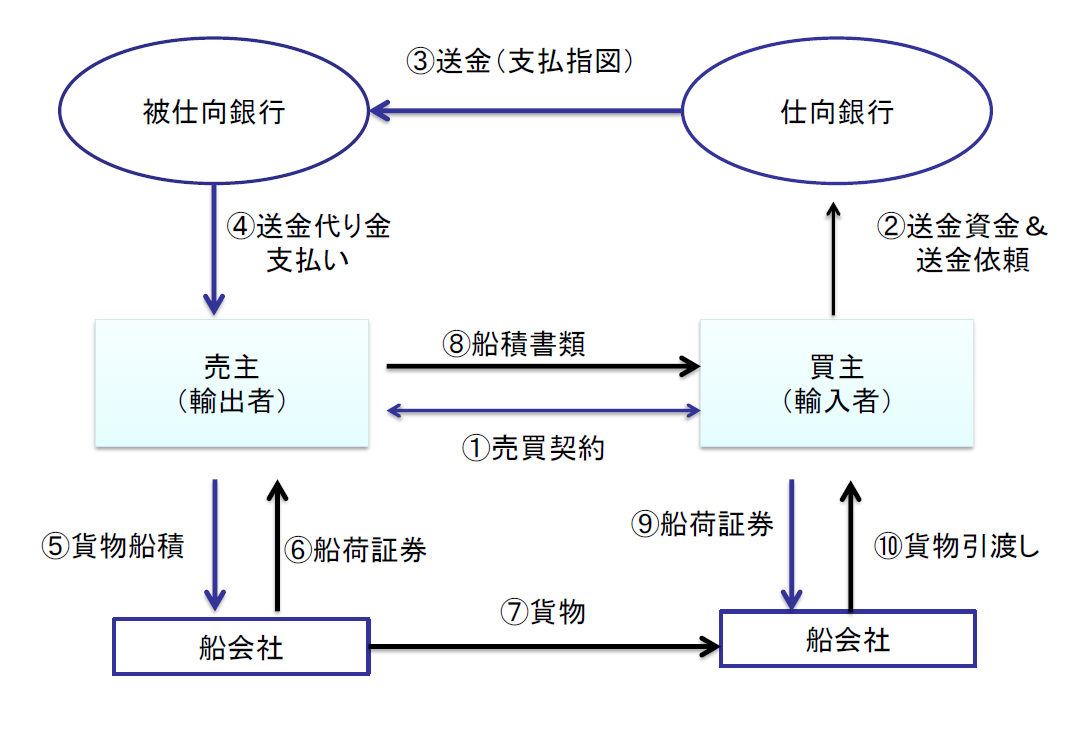 ③送金（支払指図）
被仕向銀行
仕向銀行
④送金代り金
支払い
②送金資金＆
送金依頼
売主
（輸出者）
⑧船積書類
買主
（輸入者）
①売買契約
⑤貨物船積
⑥船荷証券
⑨船荷証券
⑩貨物引渡し
⑦貨物
船会社
船会社